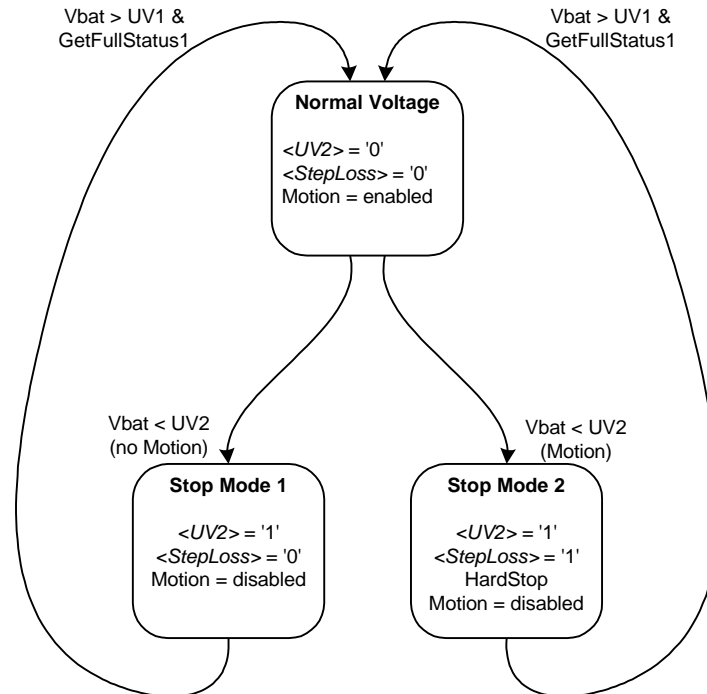 Vbat > UV1 &
GetFullStatus1
Vbat > UV1 &
GetFullStatus1
Normal Voltage
<UV2> = '0'
<StepLoss> = '0'
Motion = enabled
Vbat < UV2
(no Motion)
Vbat < UV2
(Motion)
Stop Mode 1
<UV2> = '1'
<StepLoss> = '0'
Motion = disabled
Stop Mode 2
<UV2> = '1'
<StepLoss> = '1'
HardStop
Motion = disabled